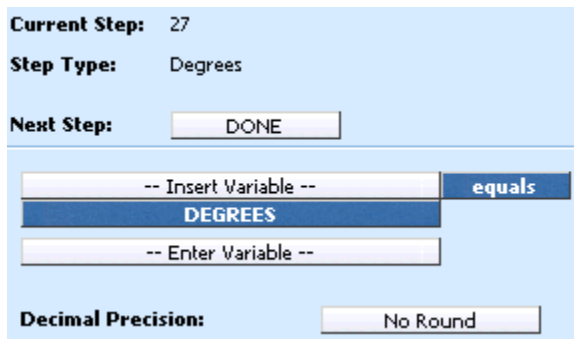 Current Step: 27
Step Type: Degrees
Next Step: DONE
-- Insert Variable -- equals
DEGREES
-- Enter Variable --
Decimal Precision: No Round